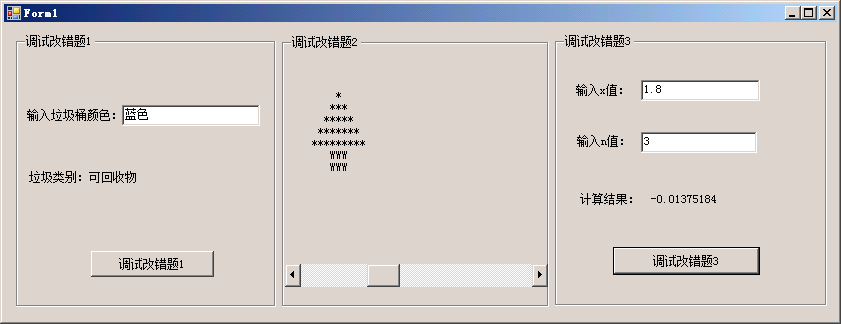 Form1
调试改错题1
输入垃圾桶颜色: 蓝色
垃圾类别: 可回收物
调试改错题1
调试改错题2
*
***
*****
*******
*********
WWW
WWW
调试改错题3
输入x值: 1.8
输入n值: 3
计算结果: -0.01375184
调试改错题3